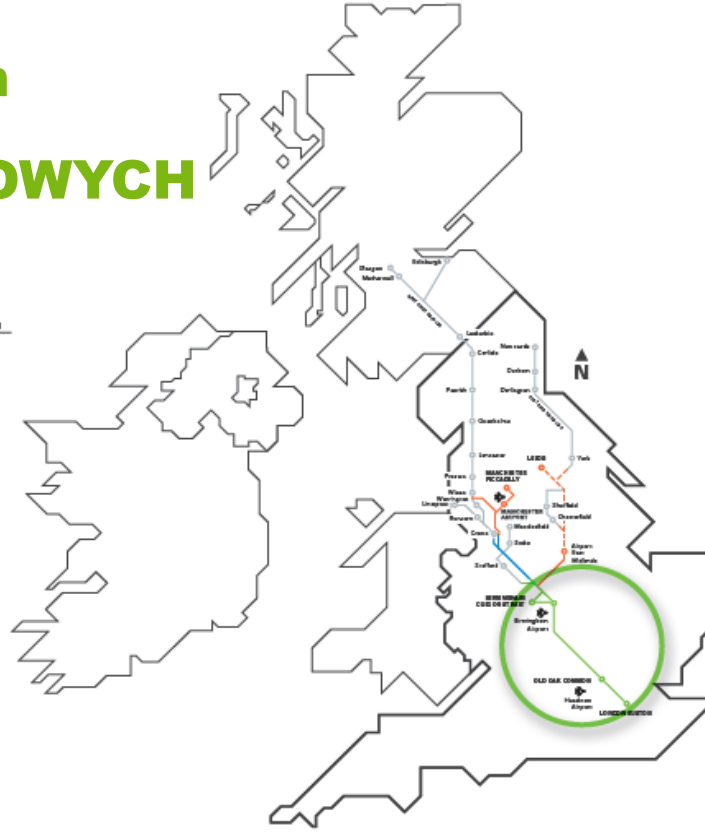 OWYCH
Glasgow
Motherwell
Edinburgh
Lockerbie
Carlisle
Newcastle
Durham
Darlington
N
Penrith
Oxenholme
Lancaster
LEEDS
York
Preston
MANCHESTER
PICCADILLY
Wigan
Warrington
Liverpool
Runcorn
MANCHESTER
AIRPORT
Sheffield
Chesterfield
Macclesfield
Crewe
Stoke
Stafford
Airport
East
Midlands
BIRMINGHAM
CURZON STREET
Birmingham
Airport
OLD OAK COMMON
Heathrow
Airport
LONDON EUSTON